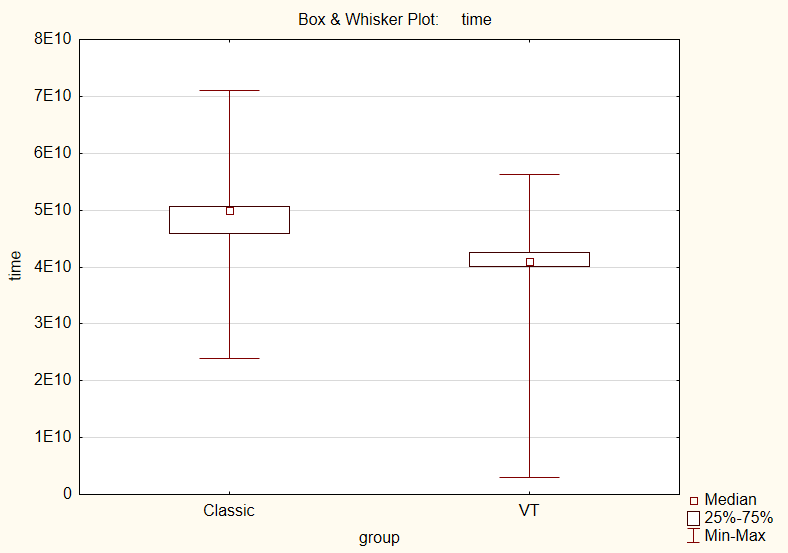 Box & Whisker Plot: time
8E10
7E10
6E10
5E10
4E10
3E10
2E10
1E10
0
time
Classic VT
group
Median
25%-75%
Min-Max